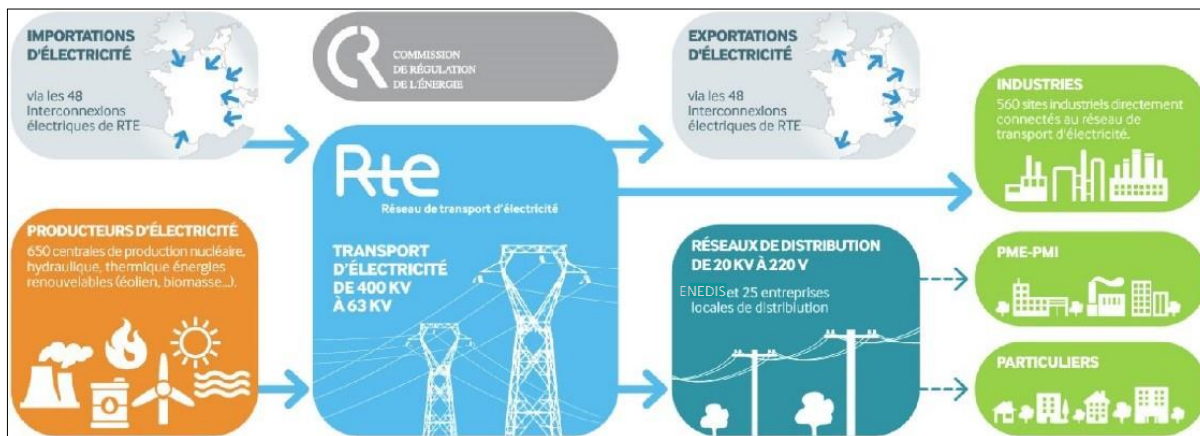 IMPORTATIONS
D'ÉLECTRICITÉ
via les 48
Interconnexions
électriques de RTE
COMMISSION
DE RÉGULATION
DE L'ÉNERGIE
EXPORTATIONS
D'ÉLECTRICITÉ
via les 48
Interconnexions
électriques de RTE
INDUSTRIES
560 sites industriels directement
connectés au réseau de
transport d'électricité.
Rte
Réseau de transport d'électricité
TRANSPORT
D'ÉLECTRICITÉ
DE 400 KV
À 63 KV
PRODUCTEURS D'ÉLECTRICITÉ
650 centrales de production nucléaire,
hydraulique, thermique énergies
renouvelables (éolien, biomasse...).
RÉSEAUX DE DISTRIBUTION
DE 20 KV À 220 V
ENEDIS et 25 entreprises
locales de distribiution
PME-PMI
PARTICULIERS